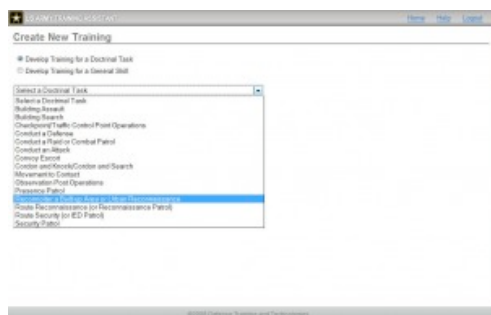 US ARMY TRAINING ASSISTANT
Home Help Logout
Create New Training
Develop Training for a Doctrinal Task
Develop Training for a General Skill
Select a Doctrinal Task
Select a Doctrinal Task
Building Assault
Building Search
Checkpoint/Traffic Control Point Operations
Conduct a Defense
Conduct a Raid or Combat Patrol
Conduct an Attack
Convoy Escort
Cordon and Knock/Cordon and Search
Movement to Contact
Observation Post Operations
Presence Patrol
Reconnoiter a Built-up Area or Urban Reconnaissance
Route Reconnaissance (or Reconnaissance Patrol)
Route Security (or IED Patrol)
Security Patrol